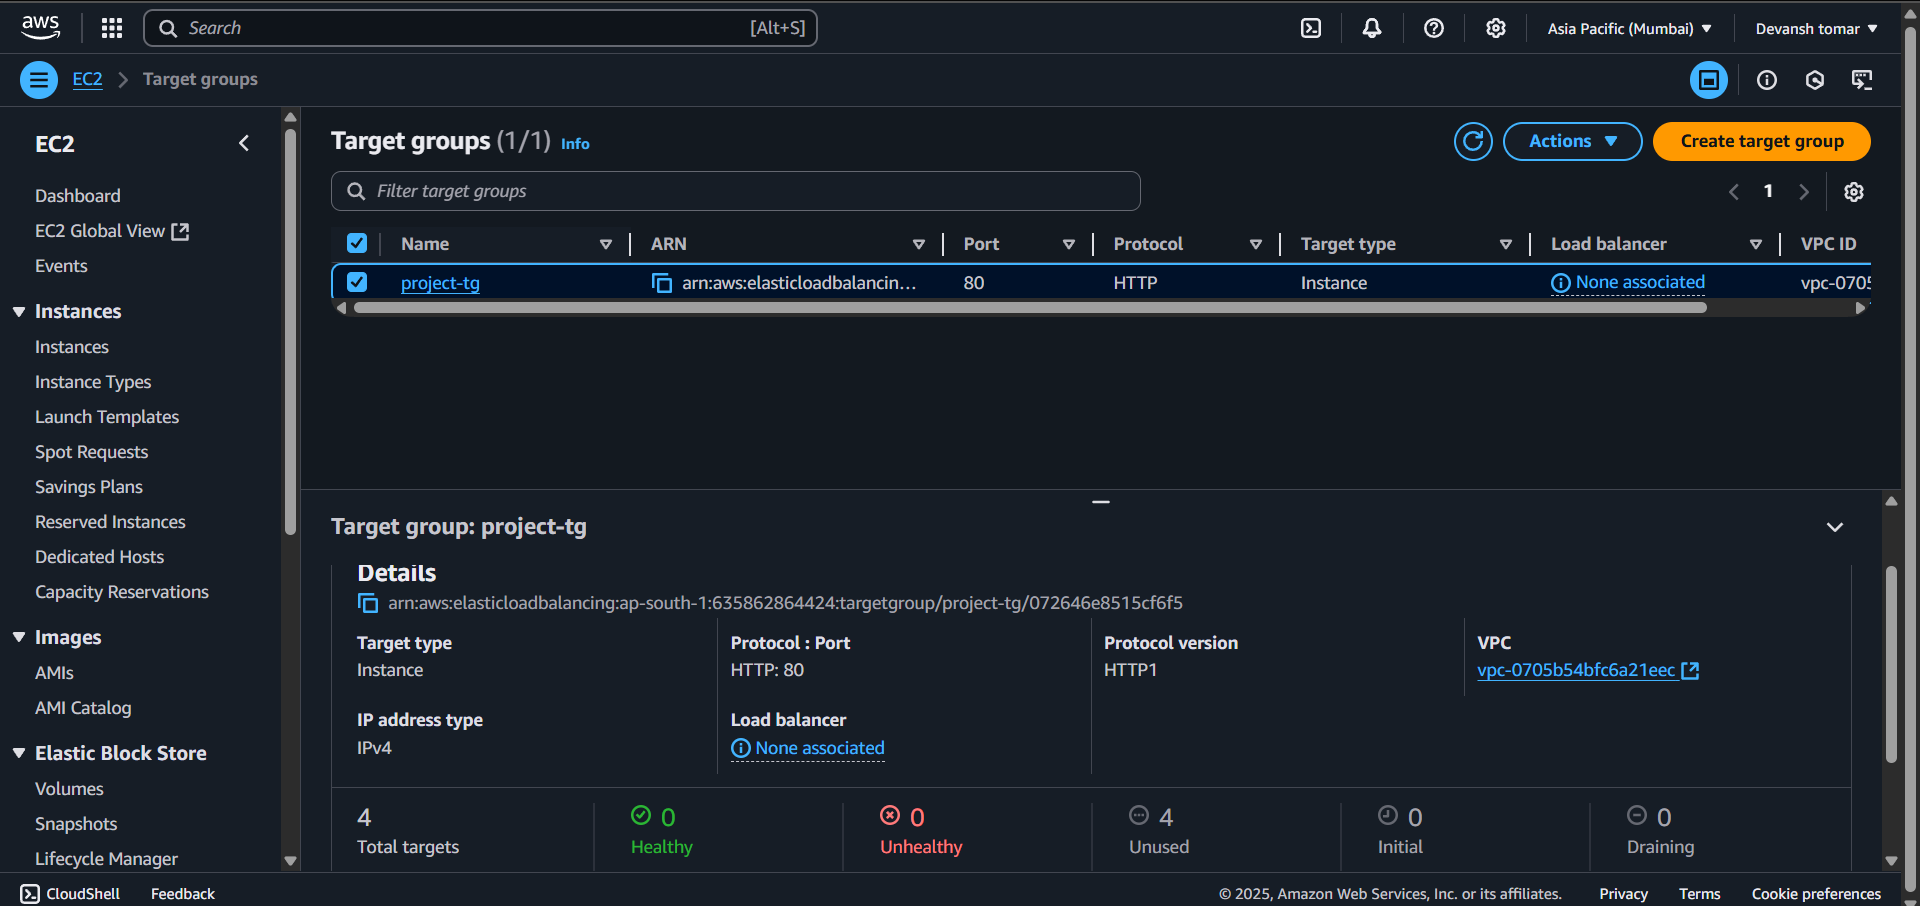 aws
Search [Alt+S]
Asia Pacific (Mumbai)
Devansh tomar
EC2 Target groups
EC2
Dashboard
EC2 Global View
Events
Instances
Instances
Instance Types
Launch Templates
Spot Requests
Savings Plans
Reserved Instances
Dedicated Hosts
Capacity Reservations
Images
AMIs
AMI Catalog
Elastic Block Store
Volumes
Snapshots
Lifecycle Manager
Target groups (1/1) Info
Actions
Create target group
Filter target groups
1
Name ARN Port Protocol Target type Load balancer VPC ID
project-tg arn:aws:elasticloadbalancin... 80 HTTP Instance None associated vpc-0705
Target group: project-tg
Details
arn:aws:elasticloadbalancing:ap-south-1:635862864424:targetgroup/project-tg/072646e8515cf6f5
Target type Protocol : Port Protocol version VPC
Instance HTTP: 80 HTTP1 vpc-0705b54bfc6a21eec
IP address type Load balancer
IPv4 None associated
4 0 0 4 0 0
Total targets Healthy Unhealthy Unused Initial Draining
CloudShell Feedback © 2025, Amazon Web Services, Inc. or its affiliates. Privacy Terms Cookie preferences